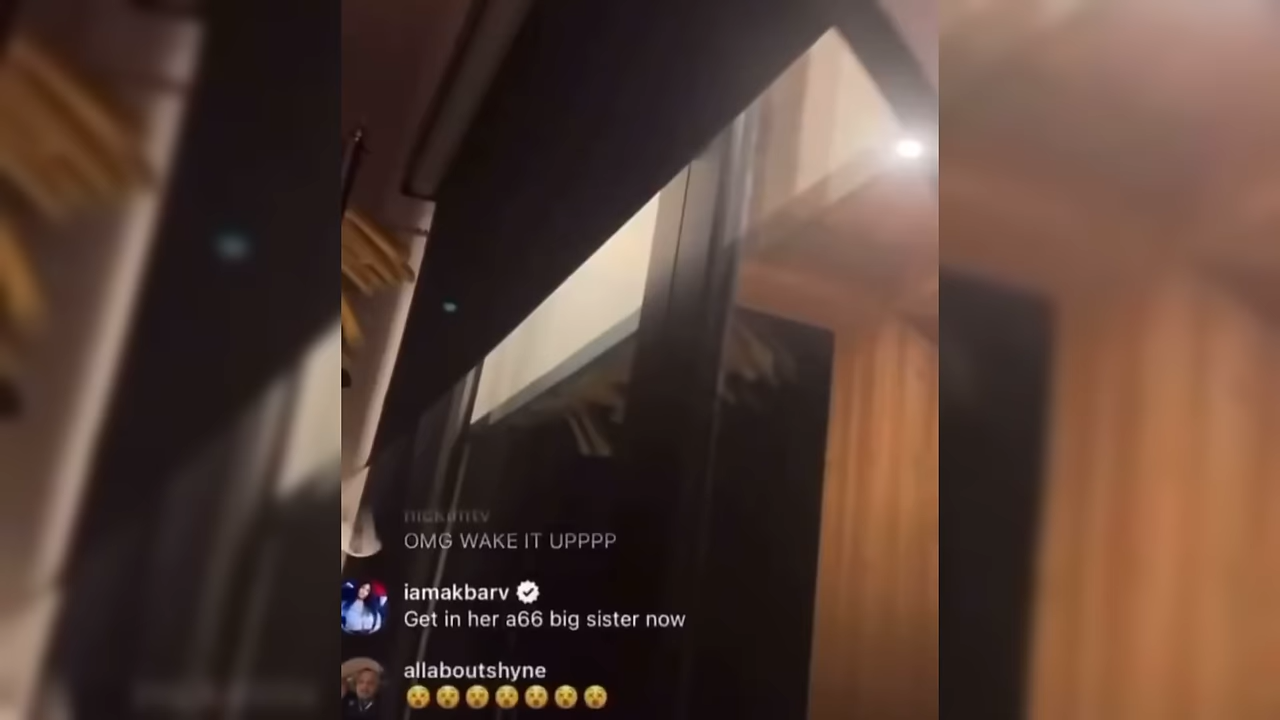 OMG WAKE IT UPPPP
iamakbarv
Get in her a66 big sister now
allaboutshyne
😵😵😵😵😵😵😵